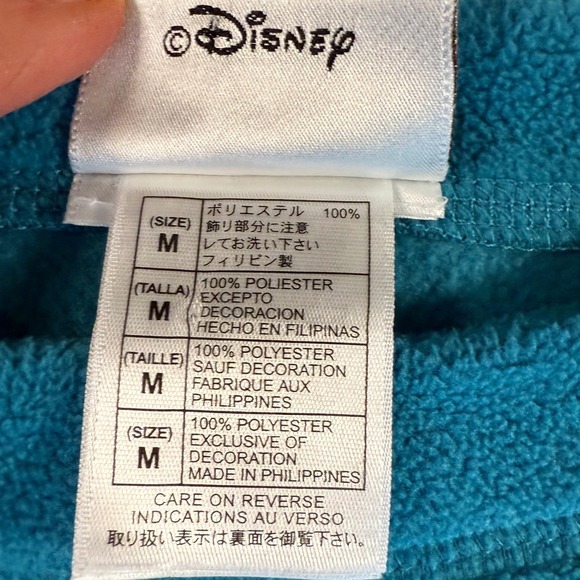 ©Disney
(SIZE)
M
ポリエステル 100%
飾り部分に注意
レてお洗い下さい
フィリピン製
(TALLA)
M
100% POLIESTER
EXCEPTO
DECORACION
HECHO EN FILIPINAS
(TAILLE)
M
100% POLYESTER
SAUF DECORATION
FABRIQUE AUX
PHILIPPINES
(SIZE)
M
100% POLYESTER
EXCLUSIVE OF
DECORATION
MADE IN PHILIPPINES
CARE ON REVERSE
INDICATIONS AU VERSO
取り扱い表示は裏面を御覧下さい。